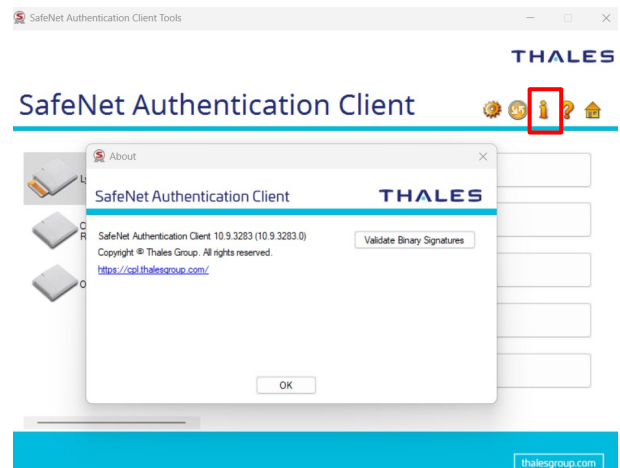 SafeNet Authentication Client Tools
THALES
SafeNet Authentication Client
About
SafeNet Authentication Client
THALES
SafeNet Authentication Client 10.9.3283 (10.9.3283.0)
Validate Binary Signatures
Copyright © Thales Group. All rights reserved.
https://cpl.thalesgroup.com/
OK
thalesgroup.com